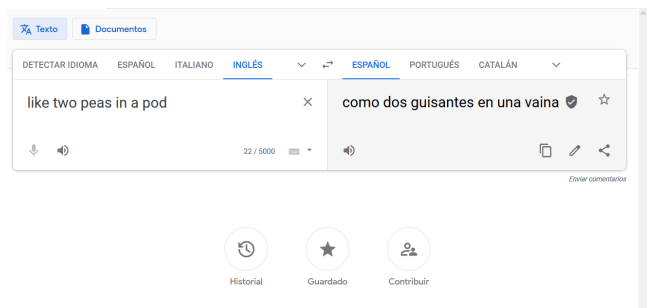 Texto Documentos
DETECTAR IDIOMA ESPAÑOL ITALIANO INGLÉS ESPAÑOL PORTUGUÉS CATALÁN
like two peas in a pod
como dos guisantes en una vaina
22 / 5000
Enviar comentarios
Historial Guardado Contribuir